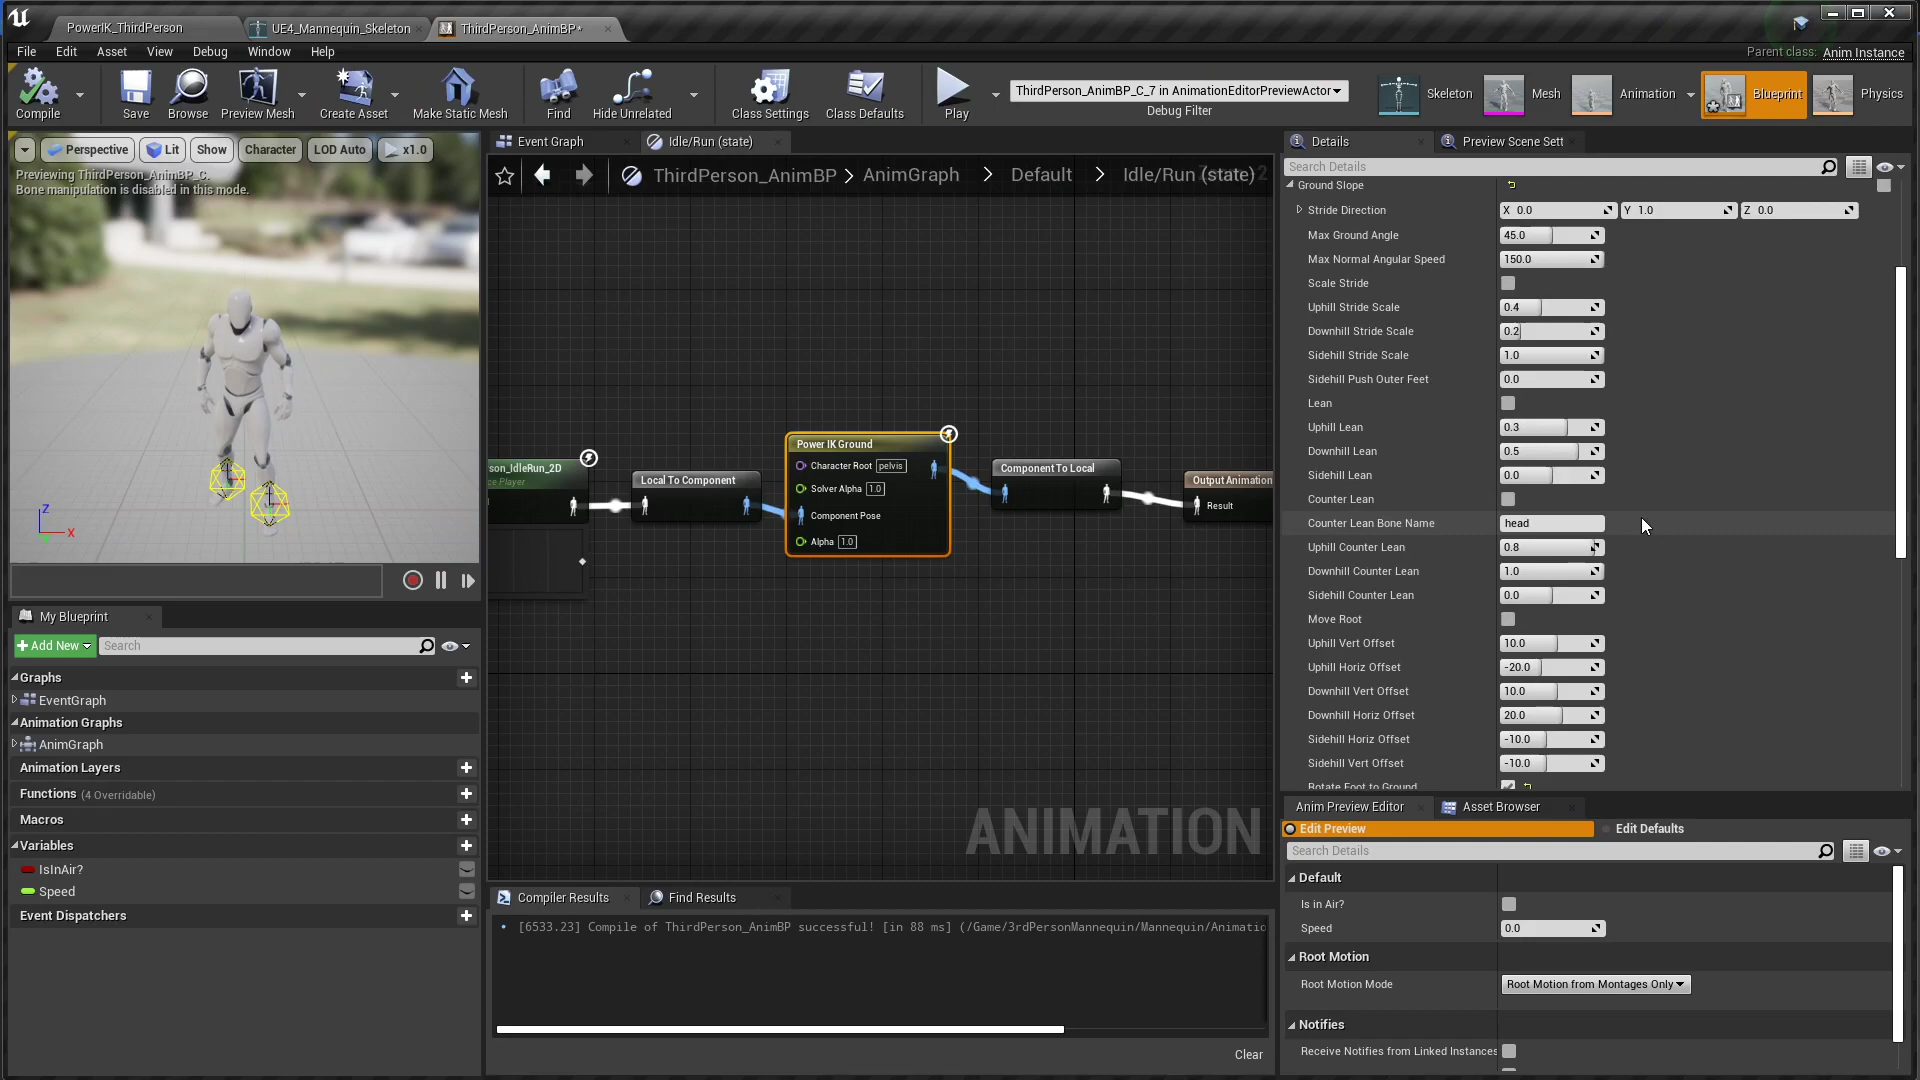 PowerIK_ThirdPerson
UE4_Mannequin_Skeleton
ThirdPerson_AnimBP*
File Edit Asset View Debug Window Help
Parent class: Anim Instance
Compile
Save
Browse
Preview Mesh
Create Asset
Make Static Mesh
Find
Hide Unrelated
Class Settings
Class Defaults
Play
ThirdPerson_AnimBP_C_7 in AnimationEditorPreviewActor
Debug Filter
Skeleton
Mesh
Animation
Blueprint
Physics
Perspective
Lit
Show
Character
LOD Auto
x1.0
Previewing ThirdPerson_AnimBP_C.
Bone manipulation is disabled in this mode.
Z
X
My Blueprint
Add New
Search
Graphs
EventGraph
Animation Graphs
AnimGraph
Animation Layers
Functions (4 Overridable)
Macros
Variables
IsInAir?
Speed
Event Dispatchers
Event Graph
Idle/Run (state)
ThirdPerson_AnimBP > AnimGraph > Default > Idle/Run (state)
son_IdleRun_2D
ce Player
Local To Component
Power IK Ground
Character Root pelvis
Solver Alpha 1.0
Component Pose
Alpha 1.0
Component To Local
Output Animation
Result
ANIMATION
Compiler Results
Find Results
[6533.23] Compile of ThirdPerson_AnimBP successful! [in 88 ms] (/Game/3rdPersonMannequin/Mannequin/Animatio
Clear
Details
Preview Scene Sett
Search Details
Ground Slope
Stride Direction X 0.0 Y 1.0 Z 0.0
Max Ground Angle 45.0
Max Normal Angular Speed 150.0
Scale Stride
Uphill Stride Scale 0.4
Downhill Stride Scale 0.2
Sidehill Stride Scale 1.0
Sidehill Push Outer Feet 0.0
Lean
Uphill Lean 0.3
Downhill Lean 0.5
Sidehill Lean 0.0
Counter Lean
Counter Lean Bone Name head
Uphill Counter Lean 0.8
Downhill Counter Lean 1.0
Sidehill Counter Lean 0.0
Move Root
Uphill Vert Offset 10.0
Uphill Horiz Offset -20.0
Downhill Vert Offset 10.0
Downhill Horiz Offset 20.0
Sidehill Horiz Offset -10.0
Sidehill Vert Offset -10.0
Rotate Foot to Ground
Anim Preview Editor
Asset Browser
Edit Preview
Edit Defaults
Search Details
Default
Is in Air?
Speed 0.0
Root Motion
Root Motion Mode Root Motion from Montages Only
Notifies
Receive Notifies from Linked Instances